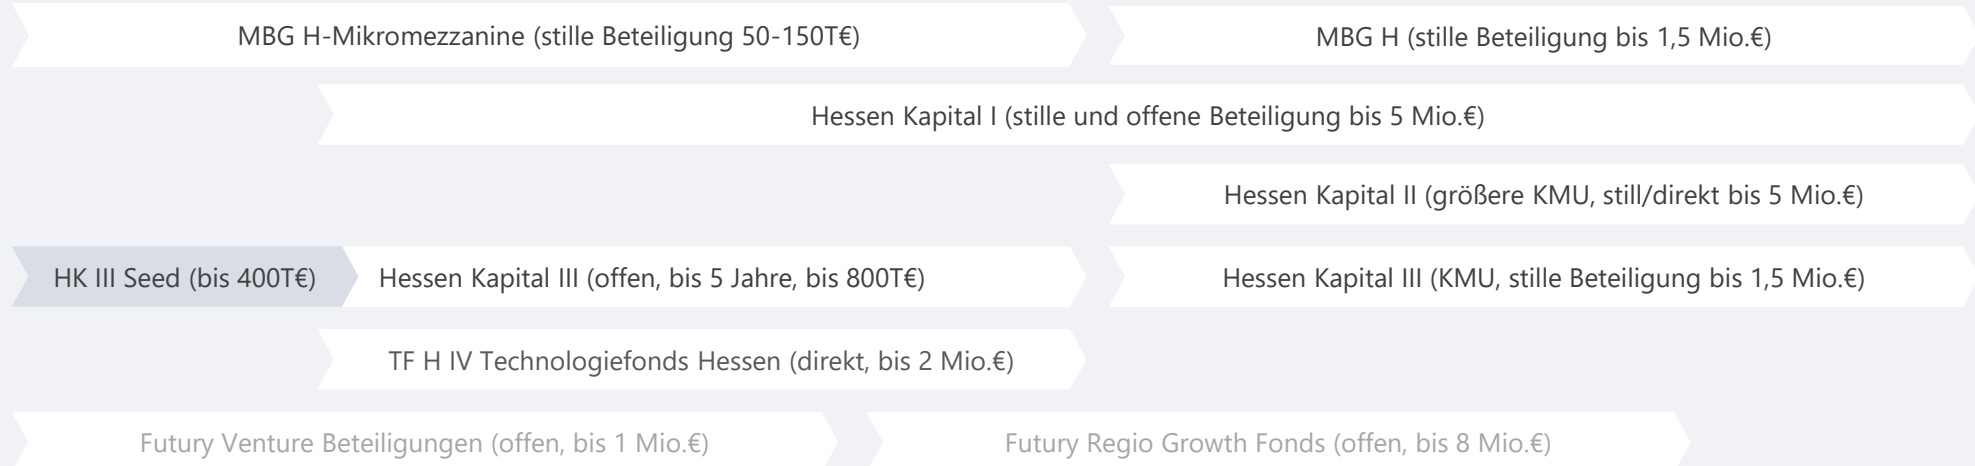 MBG H-Mikromezzanine (stille Beteiligung 50-150T€)
MBG H (stille Beteiligung bis 1,5 Mio.€)
Hessen Kapital I (stille und offene Beteiligung bis 5 Mio.€)
Hessen Kapital II (größere KMU, still/direkt bis 5 Mio.€)
HK III Seed (bis 400T€)
Hessen Kapital III (offen, bis 5 Jahre, bis 800T€)
Hessen Kapital III (KMU, stille Beteiligung bis 1,5 Mio.€)
TF H IV Technologiefonds Hessen (direkt, bis 2 Mio.€)
Futury Venture Beteiligungen (offen, bis 1 Mio.€)
Futury Regio Growth Fonds (offen, bis 8 Mio.€)